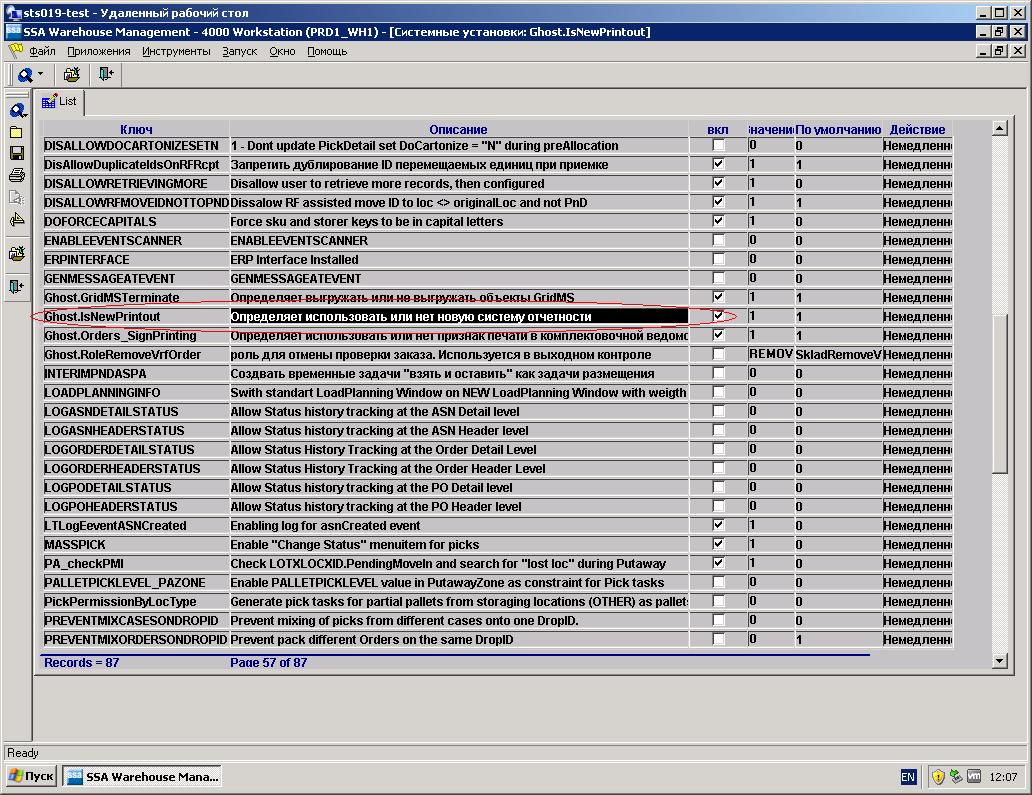 sts019-test - Удаленный рабочий стол
SSA Warehouse Management - 4000 Workstation (PRD1_WH1) - [Системные установки: Ghost.IsNewPrintout]
Файл Приложения Инструменты Запуск Окно Помощь
List
Ключ Описание вкл Значени По умолчанию Действие
DISALLOWDOCARTONIZESETN 1 - Dont update PickDetail set DoCartonize = "N" during preAllocation 0 0 Немедленн
DisAllowDuplicateIdsOnRFRcpt Запретить дублирование ID перемещаемых единиц при приемке 1 1 Немедленн
DISALLOWRETRIEVINGMORE Disallow user to retrieve more records, then configured 1 0 Немедленн
DISALLOWRFMOVEIDNOTTOPND Dissalow RF assisted move ID to loc <> originalLoc and not PnD 1 1 Немедленн
DOFORCECAPITALS Force sku and storer keys to be in capital letters 1 0 Немедленн
ENABLEEVENTSCANNER ENABLEEVENTSCANNER 0 0 Немедленн
ERPINTERFACE ERP Interface Installed 0 0 Немедленн
GENMESSAGEATEVENT GENMESSAGEATEVENT 0 0 Немедленн
Ghost.GridMSTerminate Определяет выгружать или не выгружать объекты GridMS 1 1 Немедленн
Ghost.IsNewPrintout Определяет использовать или нет новую систему отчетности 1 1 Немедленн
Ghost.Orders_SignPrinting Определяет использовать или нет признак печати в комплектовочной ведомо 1 1 Немедленн
Ghost.RoleRemoveVrfOrder роль для отмены проверки заказа. Используется в выходном контроле REMOV SkladRemoveV Немедленн
INTERIMPNDASPA Создвать временные задачи "взять и оставить" как задачи размещения 0 0 Немедленн
LOADPLANNINGINFO Swith standart LoadPlanning Window on NEW LoadPlanning Window with weigth 0 0 Немедленн
LOGASNDETAILSTATUS Allow Status history tracking at the ASN Detail level 0 0 Немедленн
LOGASNHEADERSTATUS Allow Status history tracking at the ASN Header level 0 0 Немедленн
LOGORDERDETAILSTATUS Allow Status History Tracking at the Order Detail Level 0 0 Немедленн
LOGORDERHEADERSTATUS Allow Status History Tracking at the Order Header Level 0 0 Немедленн
LOGPODETAILSTATUS Allow Status history tracking at the PO Detail level 0 0 Немедленн
LOGPOHEADERSTATUS Allow Status history tracking at the PO Header level 0 0 Немедленн
LTLogEeventASNCreated Enabling log for asnCreated event 1 0 Немедленн
MASSPICK Enable "Change Status" menuitem for picks 1 0 Немедленн
PA_checkPMI Check LOTXLOCXID.PendingMoveIn and search for "lost loc" during Putaway 1 0 Немедленн
PALLETPICKLEVEL_PAZONE Enable PALLETPICKLEVEL value in PutawayZone as constraint for Pick tasks 0 0 Немедленн
PickPermissionByLocType Generate pick tasks for partial pallets from storaging locations (OTHER) as pallet: 0 0 Немедленн
PREVENTMIXCASESONDROPID Prevent mixing of picks from different cases onto one DropID. 0 0 Немедленн
PREVENTMIXORDERSONDROPID Prevent pack different Orders on the same DropID 0 1 Немедленн
Records = 87 Page 57 of 87
Ready
Пуск SSA Warehouse Mana... EN 12:07